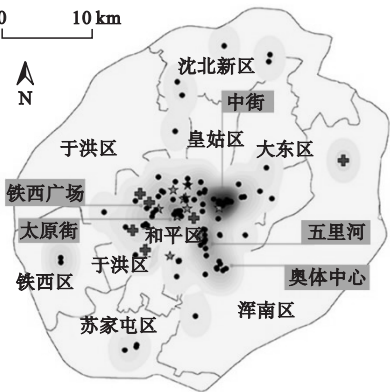 0 10 km
N
沈北新区
中街
于洪区
皇姑区
大东区
铁西广场
太原街
和平区
五里河
于洪区
奥体中心
铁西区
浑南区
苏家屯区